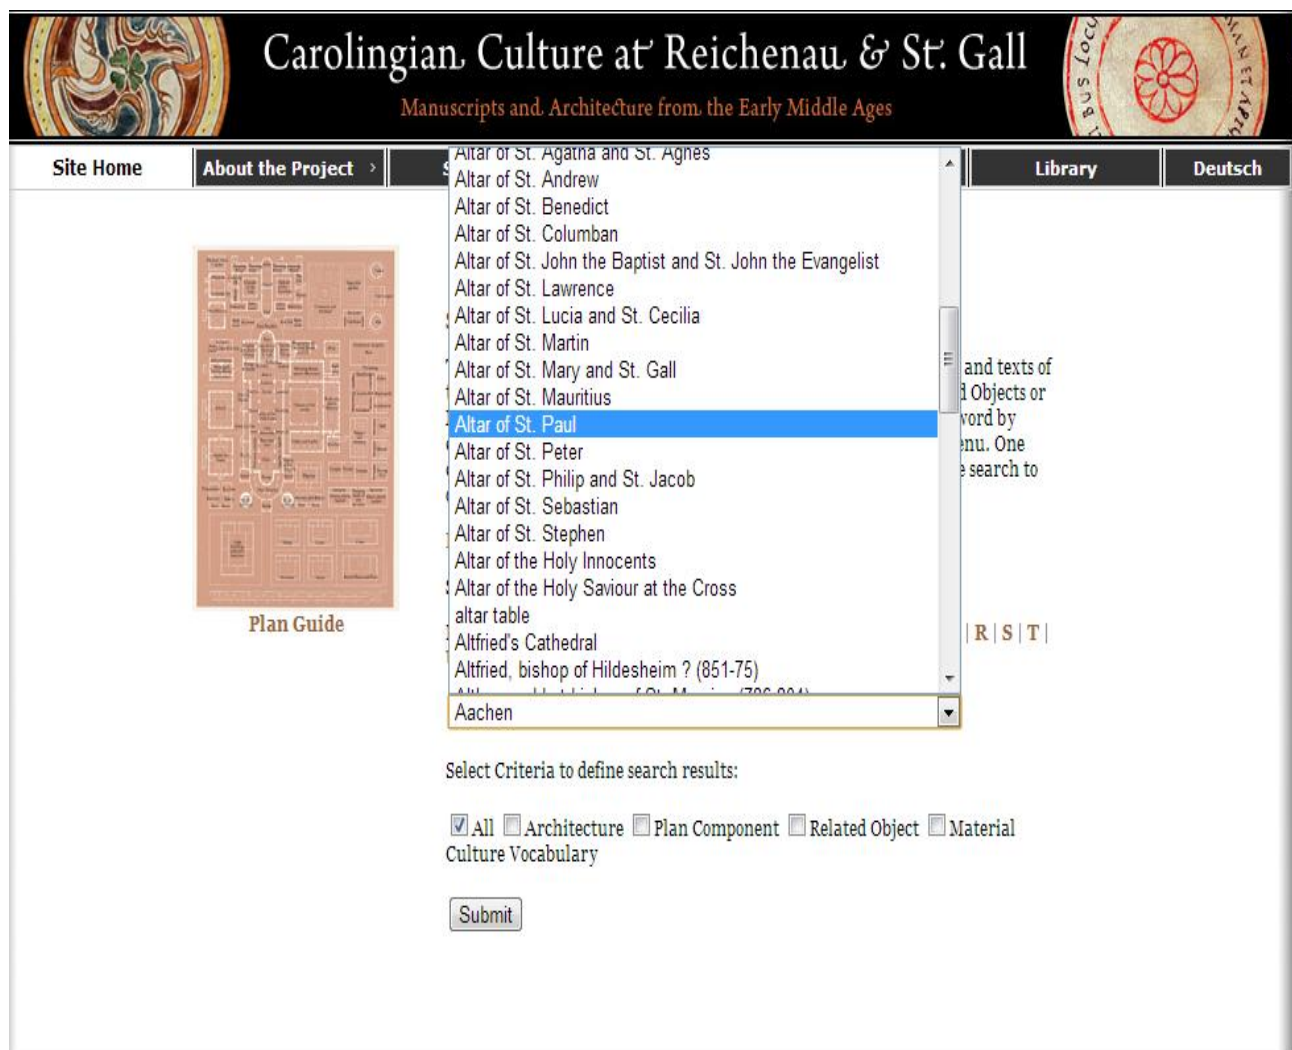 Carolingian Culture at Reichenau & St. Gall
Manuscripts and Architecture from the Early Middle Ages
BUS LOCU
Site Home
About the Project >
Library
Deutsch
Altar of St. Agatha and St. Agnes
Altar of St. Andrew
Altar of St. Benedict
Altar of St. Columban
Altar of St. John the Baptist and St. John the Evangelist
Altar of St. Lawrence
Altar of St. Lucia and St. Cecilia
Altar of St. Martin
Altar of St. Mary and St. Gall
Altar of St. Mauritius
Altar of St. Paul
Altar of St. Peter
Altar of St. Philip and St. Jacob
Altar of St. Sebastian
Altar of St. Stephen
Altar of the Holy Innocents
Altar of the Holy Saviour at the Cross
altar table
Altfried's Cathedral
Altfried, bishop of Hildesheim ? (851-75)
and texts of
Objects or
word by
enu. One
e search to
| R | S | T |
Plan Guide
Aachen
Select Criteria to define search results:
All Architecture Plan Component Related Object Material
Culture Vocabulary
Submit